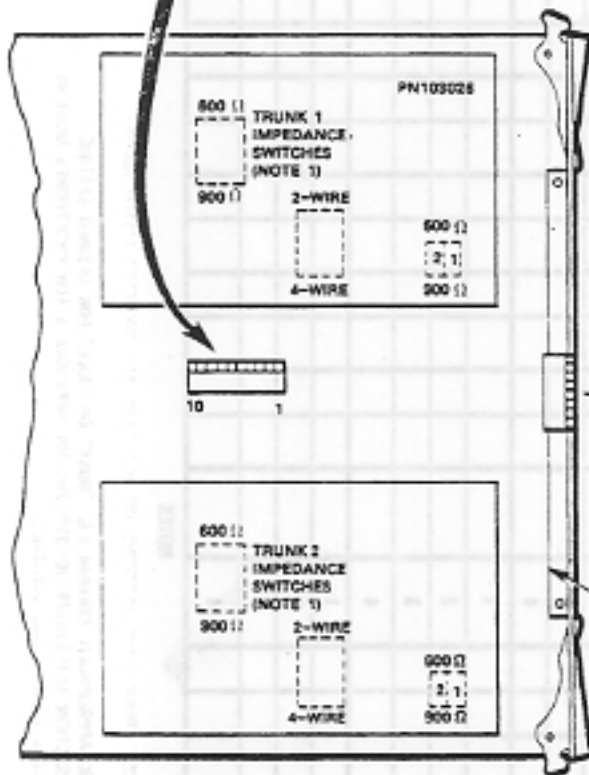 PN103026
600 Ω
TRUNK 1
IMPEDANCE
SWITCHES
(NOTE 1)
900 Ω
2-WIRE
4-WIRE
600 Ω
2 1
900 Ω
10 1
600 Ω
TRUNK 2
IMPEDANCE
SWITCHES
(NOTE 1)
900 Ω
2-WIRE
4-WIRE
600 Ω
2 1
900 Ω